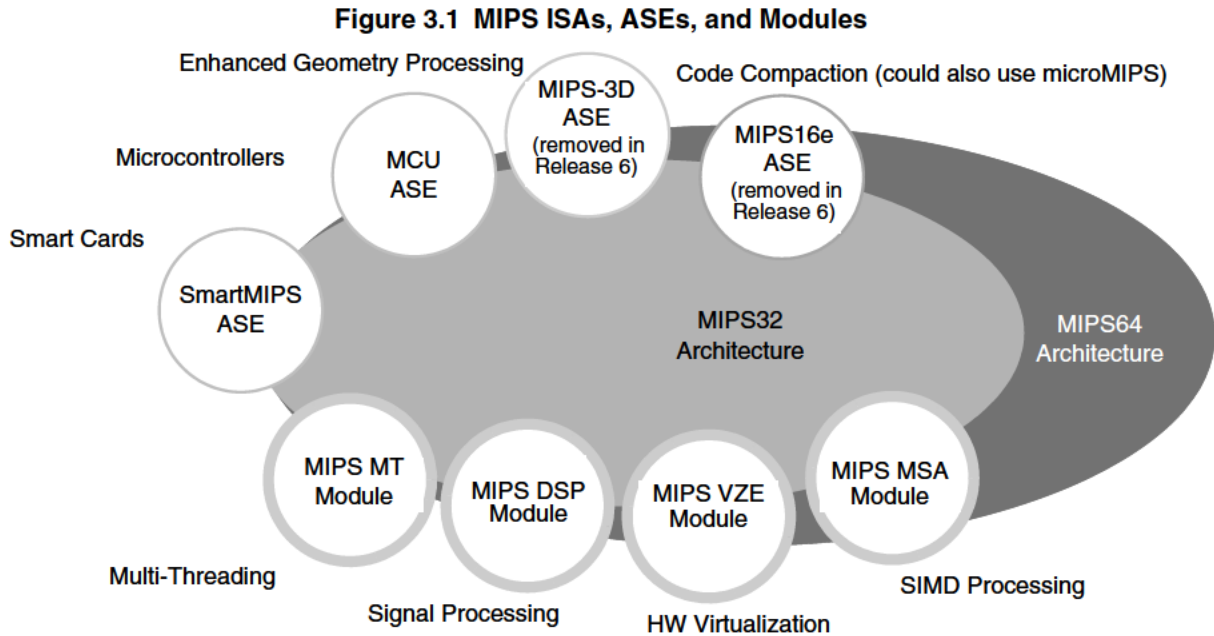 Figure 3.1 MIPS ISAs, ASEs, and Modules
Enhanced Geometry Processing
Code Compaction (could also use microMIPS)
MIPS-3D
ASE
(removed in
Release 6)
MIPS16e
ASE
(removed in
Release 6)
Microcontrollers
MCU
ASE
Smart Cards
SmartMIPS
ASE
MIPS32
Architecture
MIPS64
Architecture
MIPS MT
Module
MIPS DSP
Module
MIPS VZE
Module
MIPS MSA
Module
Multi-Threading
Signal Processing
HW Virtualization
SIMD Processing